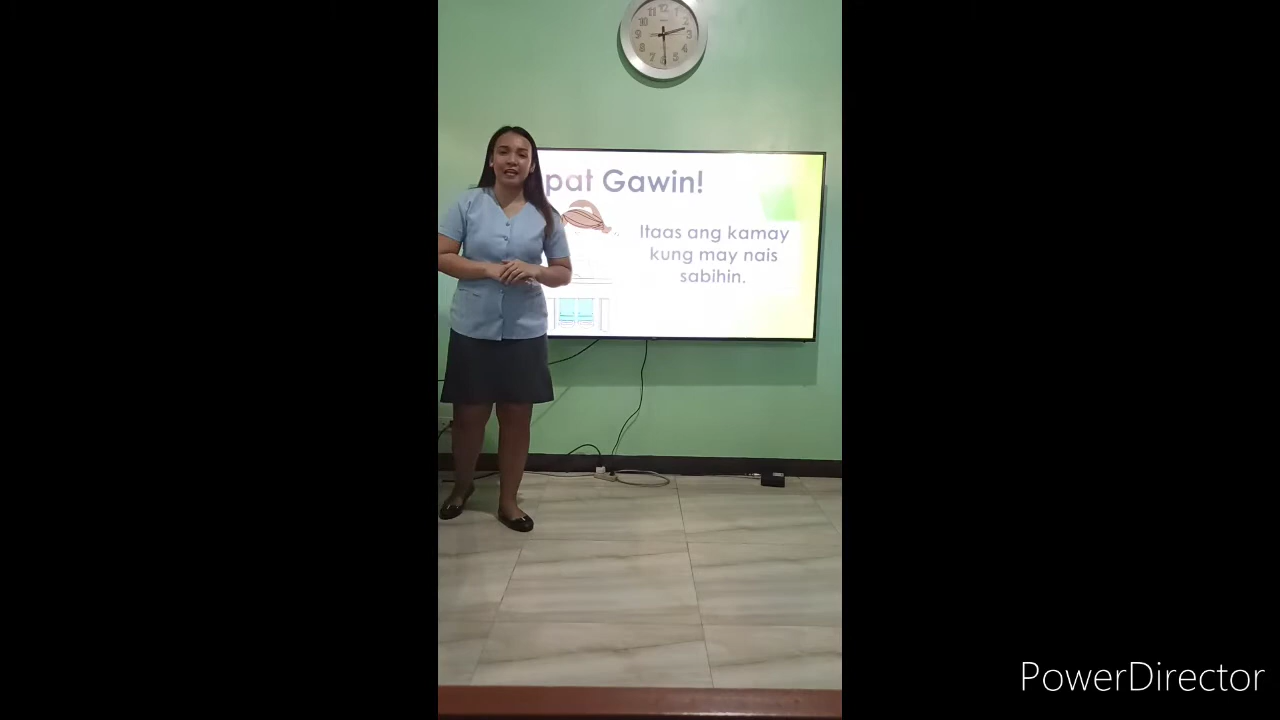 pat Gawin!
Itaas ang kamay
kung may nais
sabihin.
PowerDirector